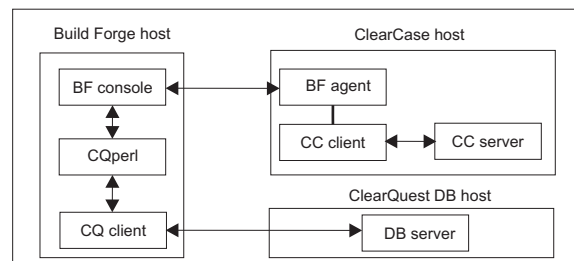 Build Forge host
BF console
CQperl
CQ client
ClearCase host
BF agent
CC client
CC server
ClearQuest DB host
DB server